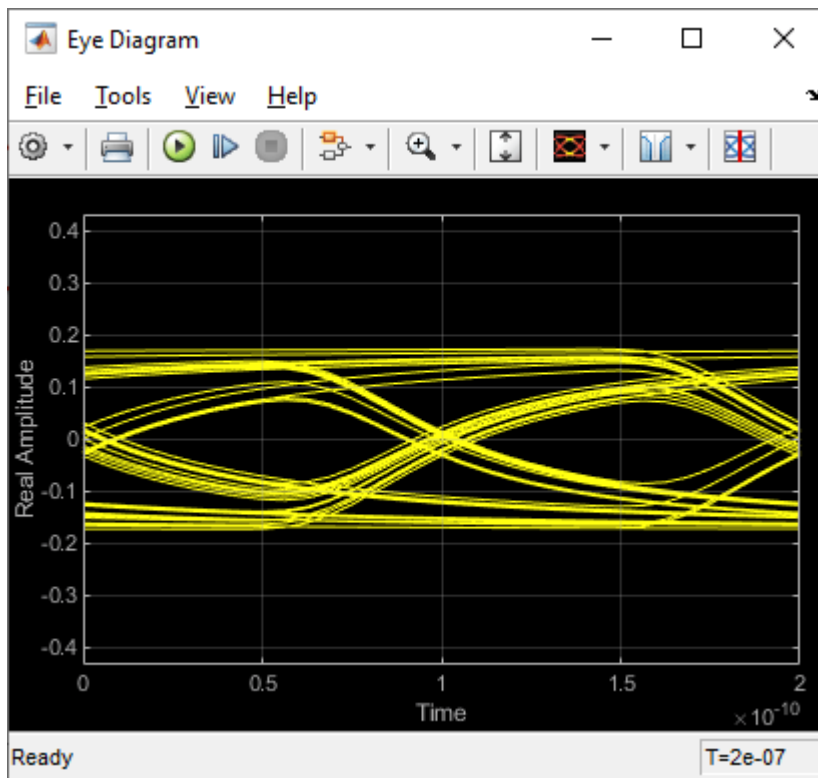 Eye Diagram
File Tools View Help
0.4
0.3
0.2
0.1
0
-0.1
-0.2
-0.3
-0.4
Real Amplitude
0 0.5 1 1.5 2
Time
×10⁻¹⁰
Ready T=2e-07